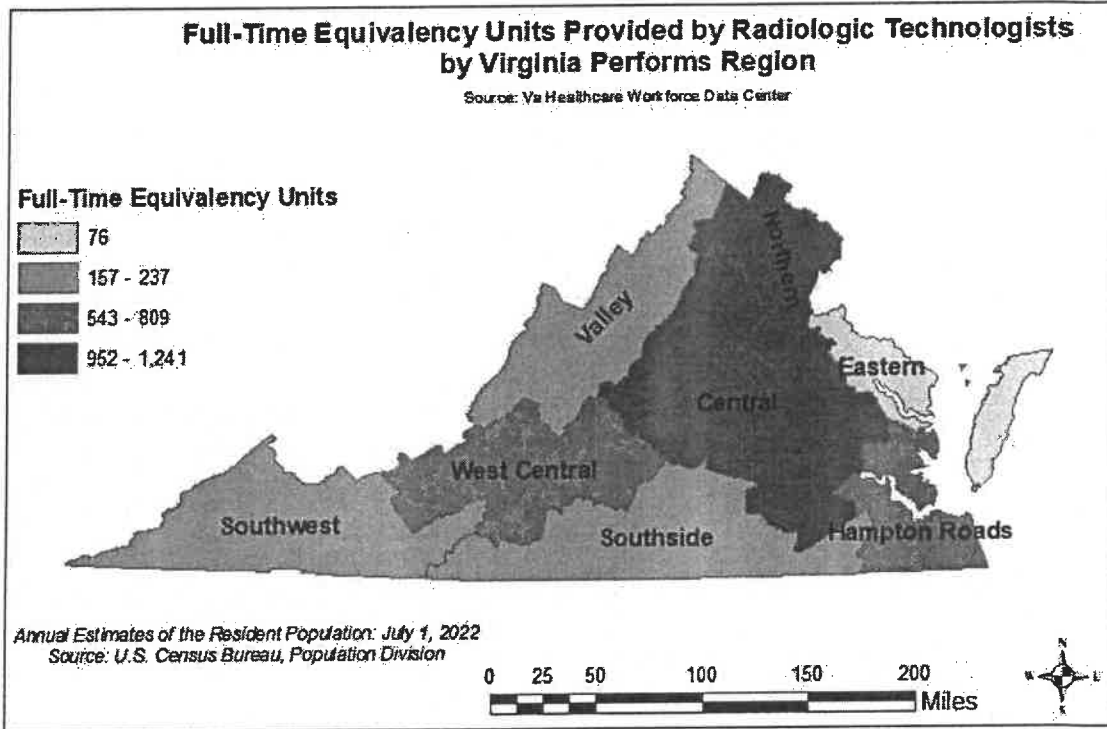 Full-Time Equivalency Units Provided by Radiologic Technologists
by Virginia Performs Region
Source: Va Healthcare Workforce Data Center
Full-Time Equivalency Units
76
157 - 237
543 - 809
952 - 1,241
Northern
Valley
Eastern
Central
West Central
Southwest
Southside
Hampton Roads
Annual Estimates of the Resident Population: July 1, 2022
Source: U.S. Census Bureau, Population Division
0 25 50 100 150 200
Miles
N
W E
S